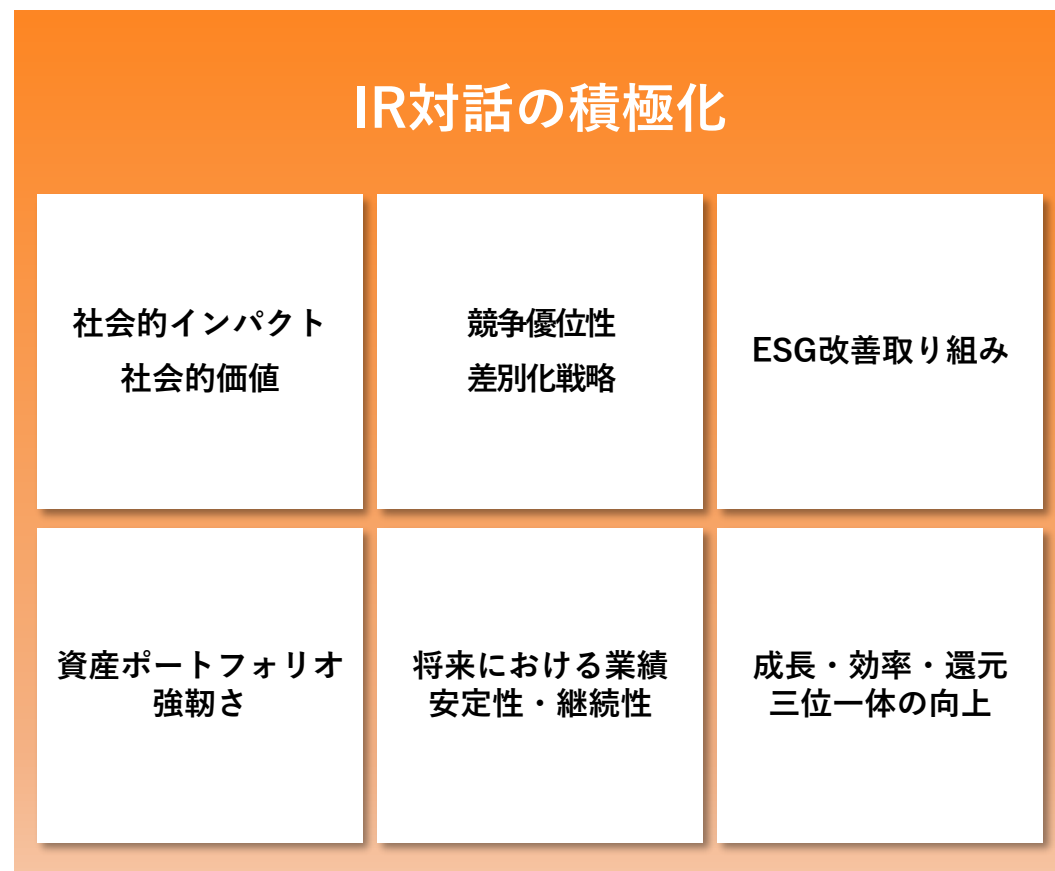 IR対話の積極化
社会的インパクト
社会的価値
競争優位性
差別化戦略
ESG改善取り組み
資産ポートフォリオ
強靭さ
将来における業績
安定性・継続性
成長・効率・還元
三位一体の向上